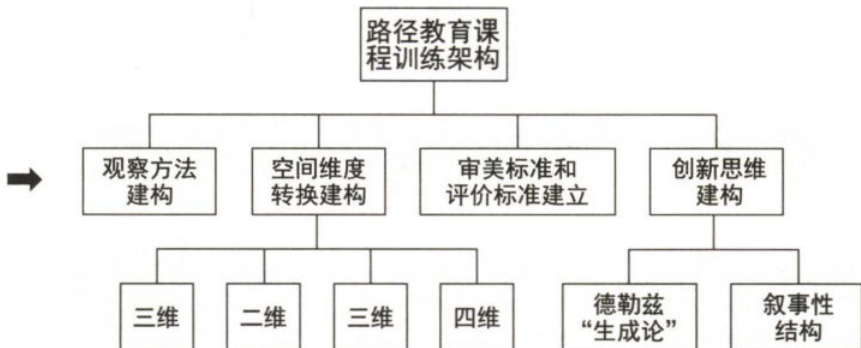 路径教育课
程训练架构
观察方法
建构
空间维度
转换建构
审美标准和
评价标准建立
创新思维
建构
三维
二维
三维
四维
德勒兹
“生成论”
叙事性
结构